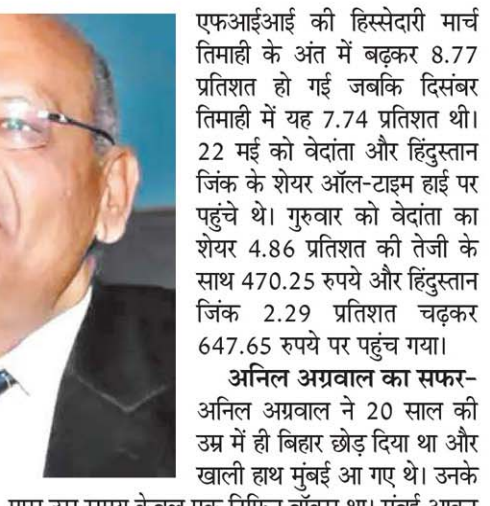 एफआईआई की हिस्सेदारी मार्च
तिमाही के अंत में बढ़कर 8.77
प्रतिशत हो गई जबकि दिसंबर
तिमाही में यह 7.74 प्रतिशत थी।
22 मई को वेदांता और हिंदुस्तान
जिंक के शेयर ऑल-टाइम हाई पर
पहुंचे थे। गुरुवार को वेदांता का
शेयर 4.86 प्रतिशत की तेजी के
साथ 470.25 रुपये और हिंदुस्तान
जिंक 2.29 प्रतिशत चढ़कर
647.65 रुपये पर पहुंच गया।
अनिल अग्रवाल का सफर-
अनिल अग्रवाल ने 20 साल की
उम्र में ही बिहार छोड़ दिया था और
खाली हाथ मुंबई आ गए थे। उनके